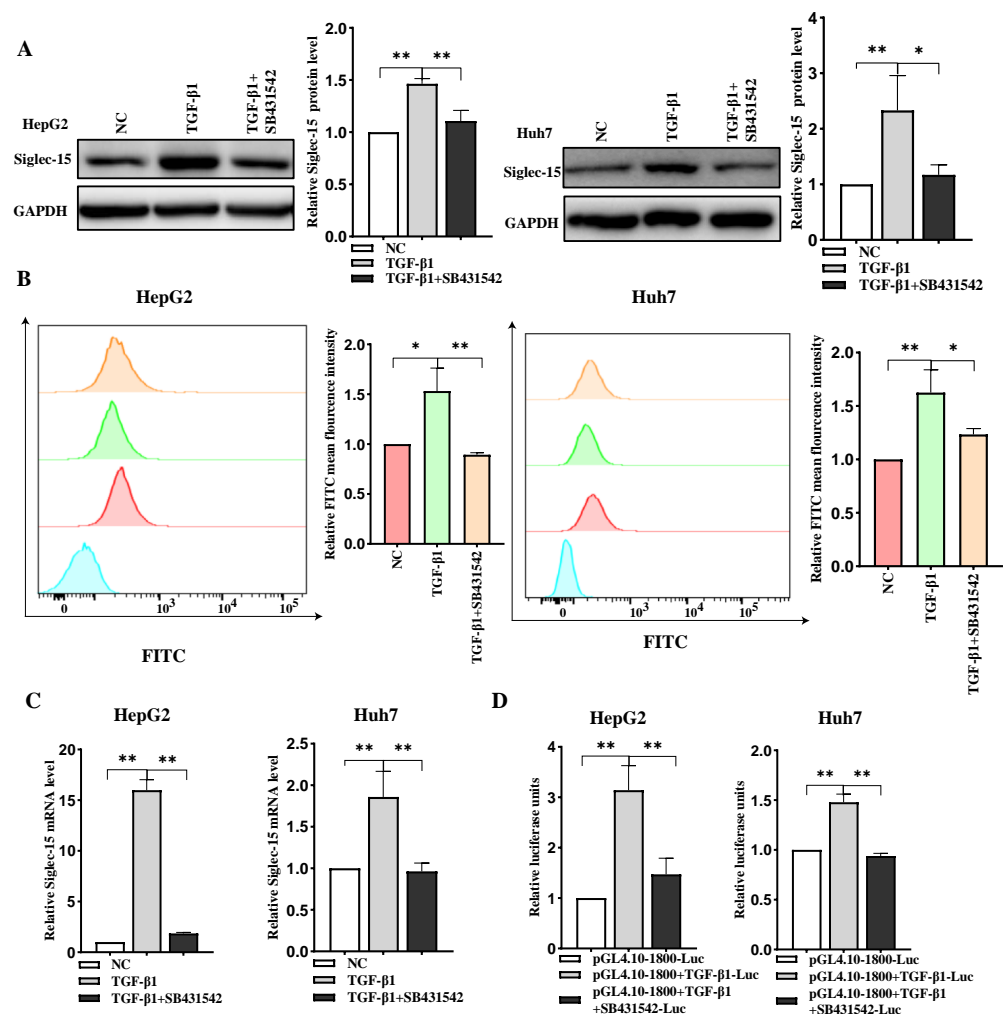 A
HepG2
NC
TGF-β1
TGF-β1+
SB431542
Siglec-15
GAPDH
Relative Siglec-15 protein level
2.0
1.5
1.0
0.5
0.0
** **
NC
TGF-β1
TGF-β1+SB431542
Huh7
NC
TGF-β1
TGF-β1+
SB431542
Siglec-15
GAPDH
Relative Siglec-15 protein level
4
3
2
1
0
** *
NC
TGF-β1
TGF-β1+SB431542
B
HepG2
0 10³ 10⁴ 10⁵
FITC
Relative FITC mean flourcence intensity
2.0
1.5
1.0
0.5
0.0
* **
NC
TGF-β1
TGF-β1+SB431542
Huh7
0 10³ 10⁴ 10⁵
FITC
Relative FITC mean flourcence intensity
2.0
1.5
1.0
0.5
0.0
** *
NC
TGF-β1
TGF-β1+SB431542
C
HepG2
Relative Siglec-15 mRNA level
20
15
10
5
0
** **
NC
TGF-β1
TGF-β1+SB431542
Huh7
Relative Siglec-15 mRNA level
2.5
2.0
1.5
1.0
0.5
0.0
** **
NC
TGF-β1
TGF-β1+SB431542
D
HepG2
Relative luciferase units
4
3
2
1
0
** **
pGL4.10-1800-Luc
pGL4.10-1800+TGF-β1-Luc
pGL4.10-1800+TGF-β1
+SB431542-Luc
Huh7
Relative luciferase units
2.0
1.5
1.0
0.5
0.0
** **
pGL4.10-1800-Luc
pGL4.10-1800+TGF-β1-Luc
pGL4.10-1800+TGF-β1
+SB431542-Luc